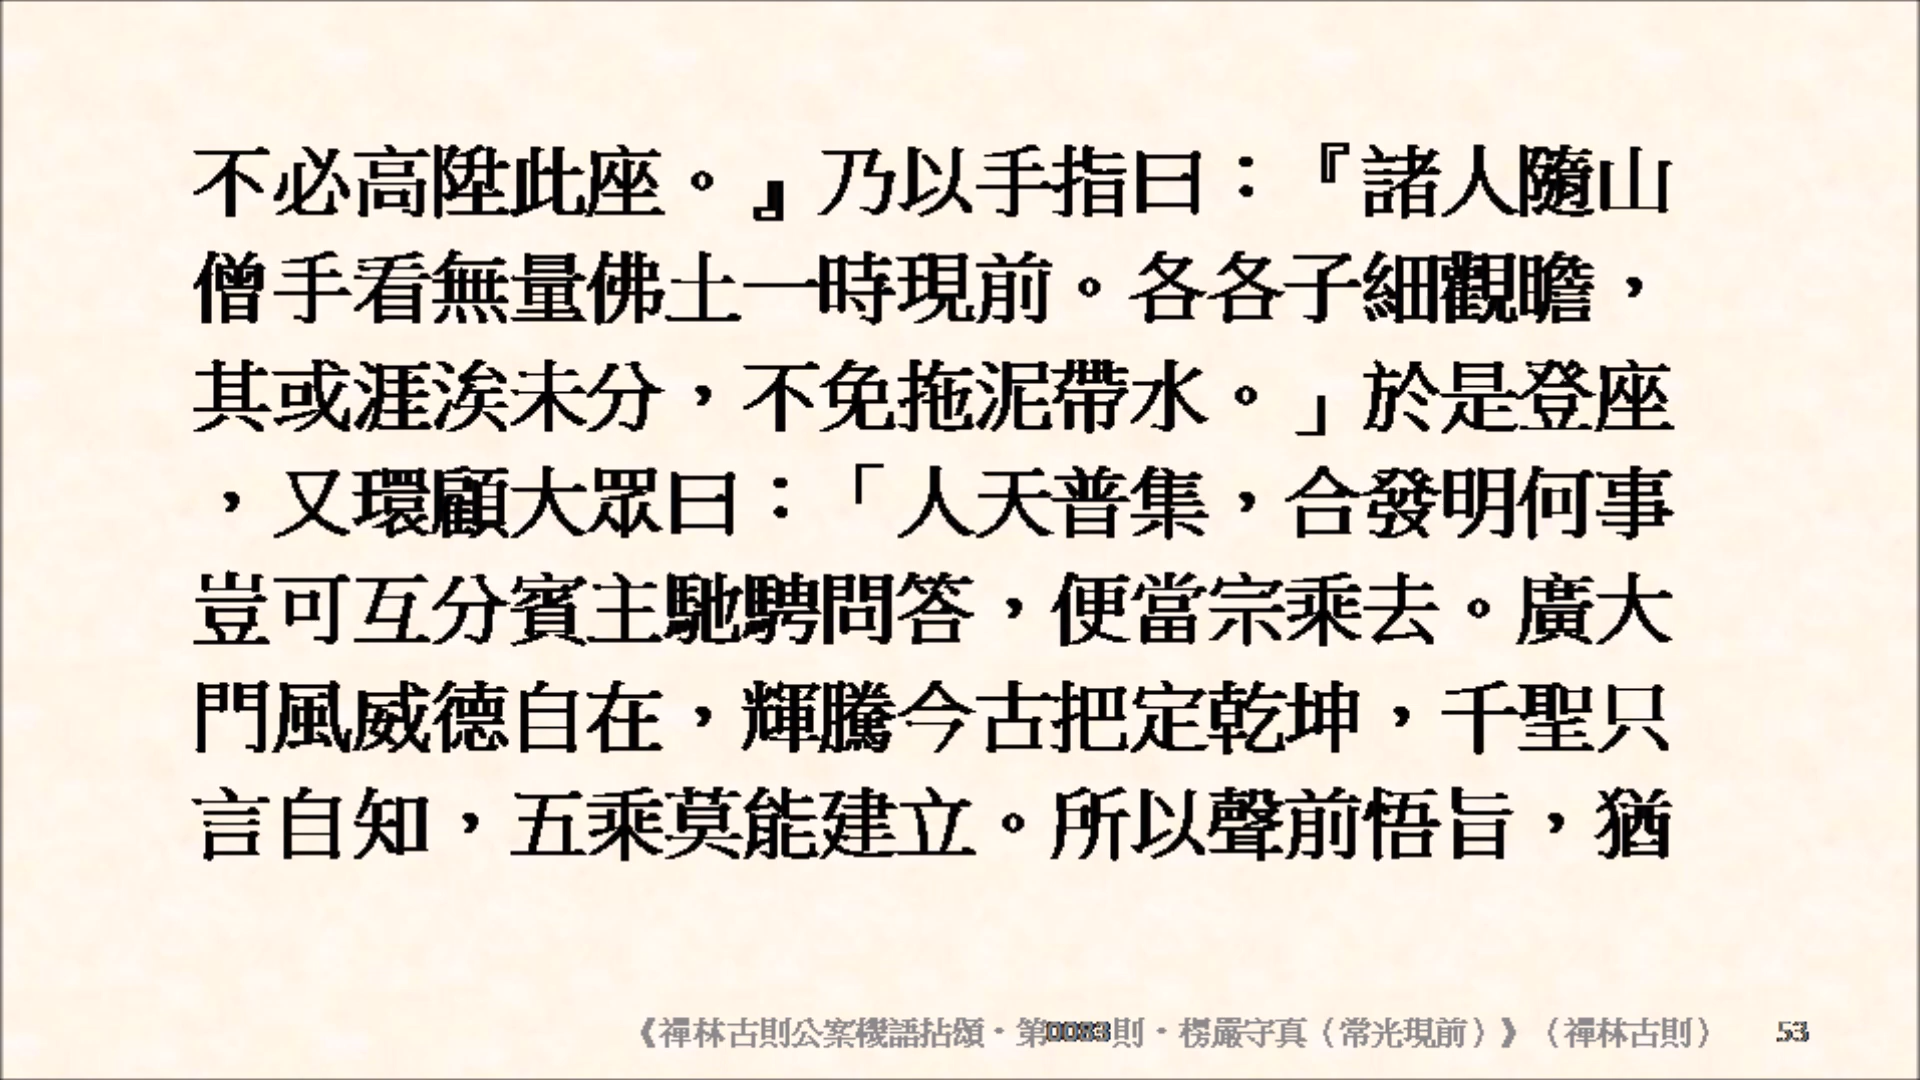 不必高陞此座。』乃以手指曰：『諸人隨山
僧手看無量佛土一時現前。各各子細觀瞻，
其或涯涘未分，不免拖泥帶水。」於是登座
，又環顧大眾曰：「人天普集，合發明何事
豈可互分賓主馳騁問答，便當宗乘去。廣大
門風威德自在，輝騰今古把定乾坤，千聖只
言自知，五乘莫能建立。所以聲前悟旨，猶
《禪林古則公案機語拈頌·第0083則·楞嚴守真（常光現前）》（禪林古則） 53